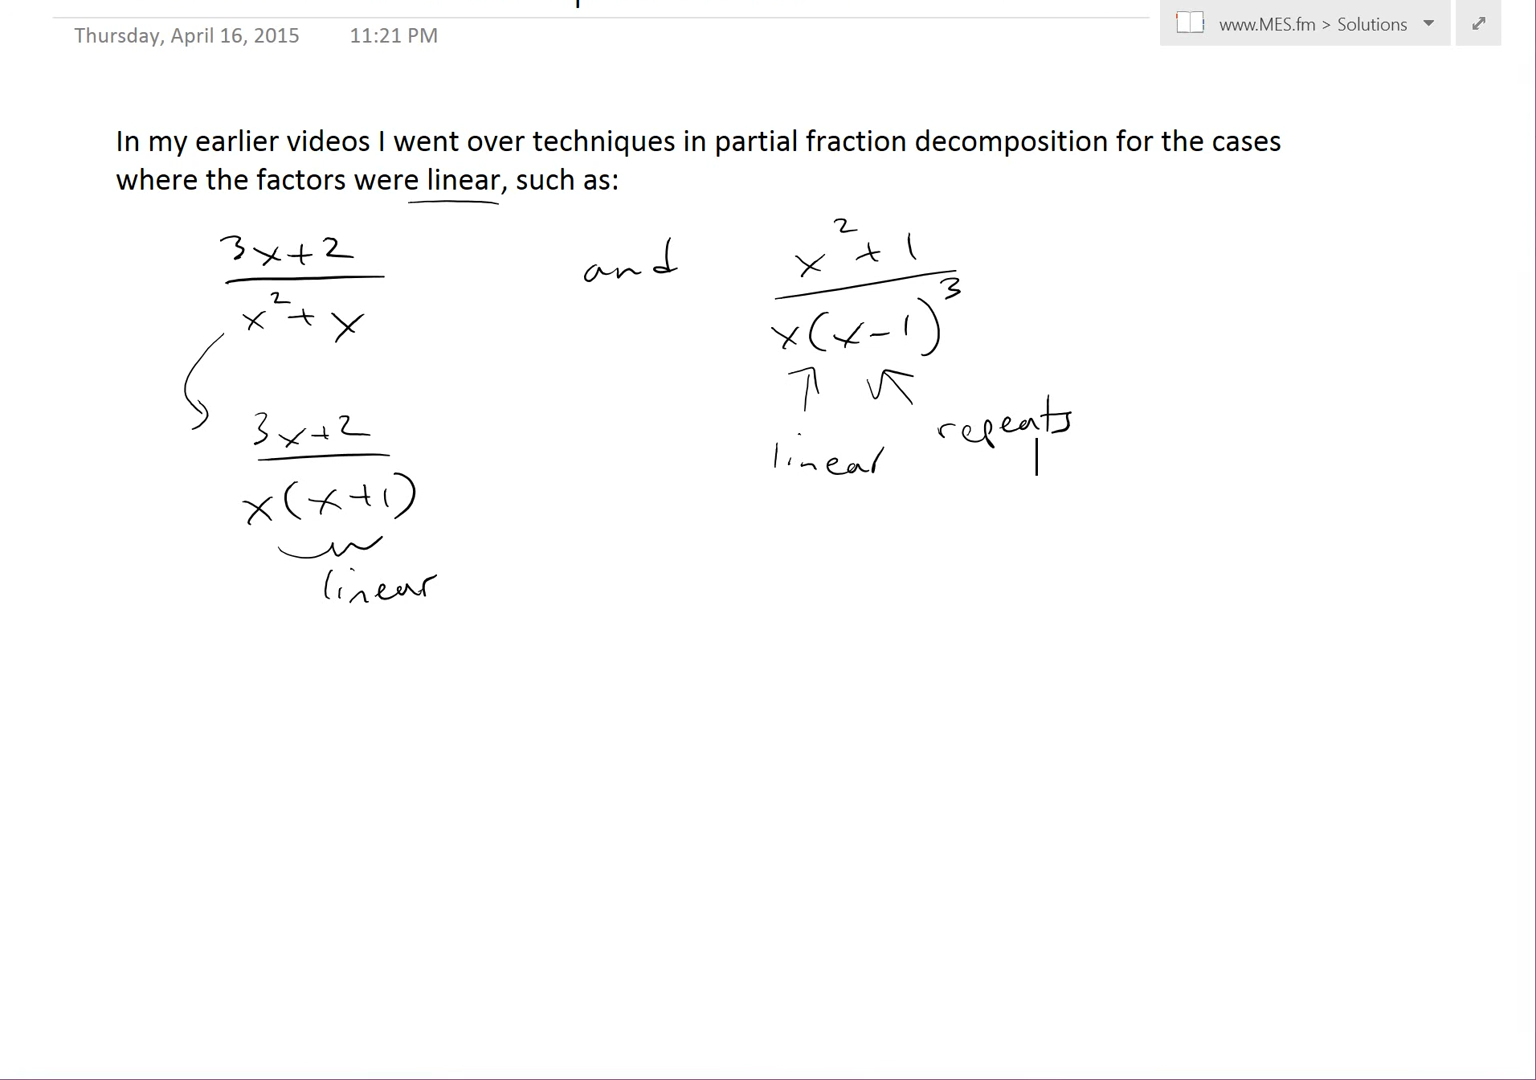 Thursday, April 16, 2015 11:21 PM
www.MES.fm > Solutions
In my earlier videos I went over techniques in partial fraction decomposition for the cases
where the factors were linear, such as:
3x+2
x²+x
and
x²+1
x(x-1)³
3x+2
x(x+1)
linear
linear
repeats